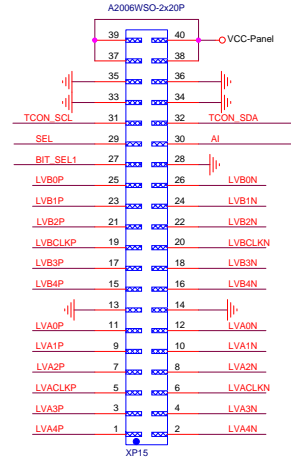 A2006WSO-2x20P
39 40 VCC-Panel
37 38
35 36
33 34
TCON_SCL 31 32 TCON_SDA
SEL 29 30 AI
BIT_SEL1 27 28
LVB0P 25 26 LVB0N
LVB1P 23 24 LVB1N
LVB2P 21 22 LVB2N
LVBCLKP 19 20 LVBCLKN
LVB3P 17 18 LVB3N
LVB4P 15 16 LVB4N
13 14
LVA0P 11 12 LVA0N
LVA1P 9 10 LVA1N
LVA2P 7 8 LVA2N
LVACLKP 5 6 LVACLKN
LVA3P 3 4 LVA3N
LVA4P 1 2 LVA4N
XP15